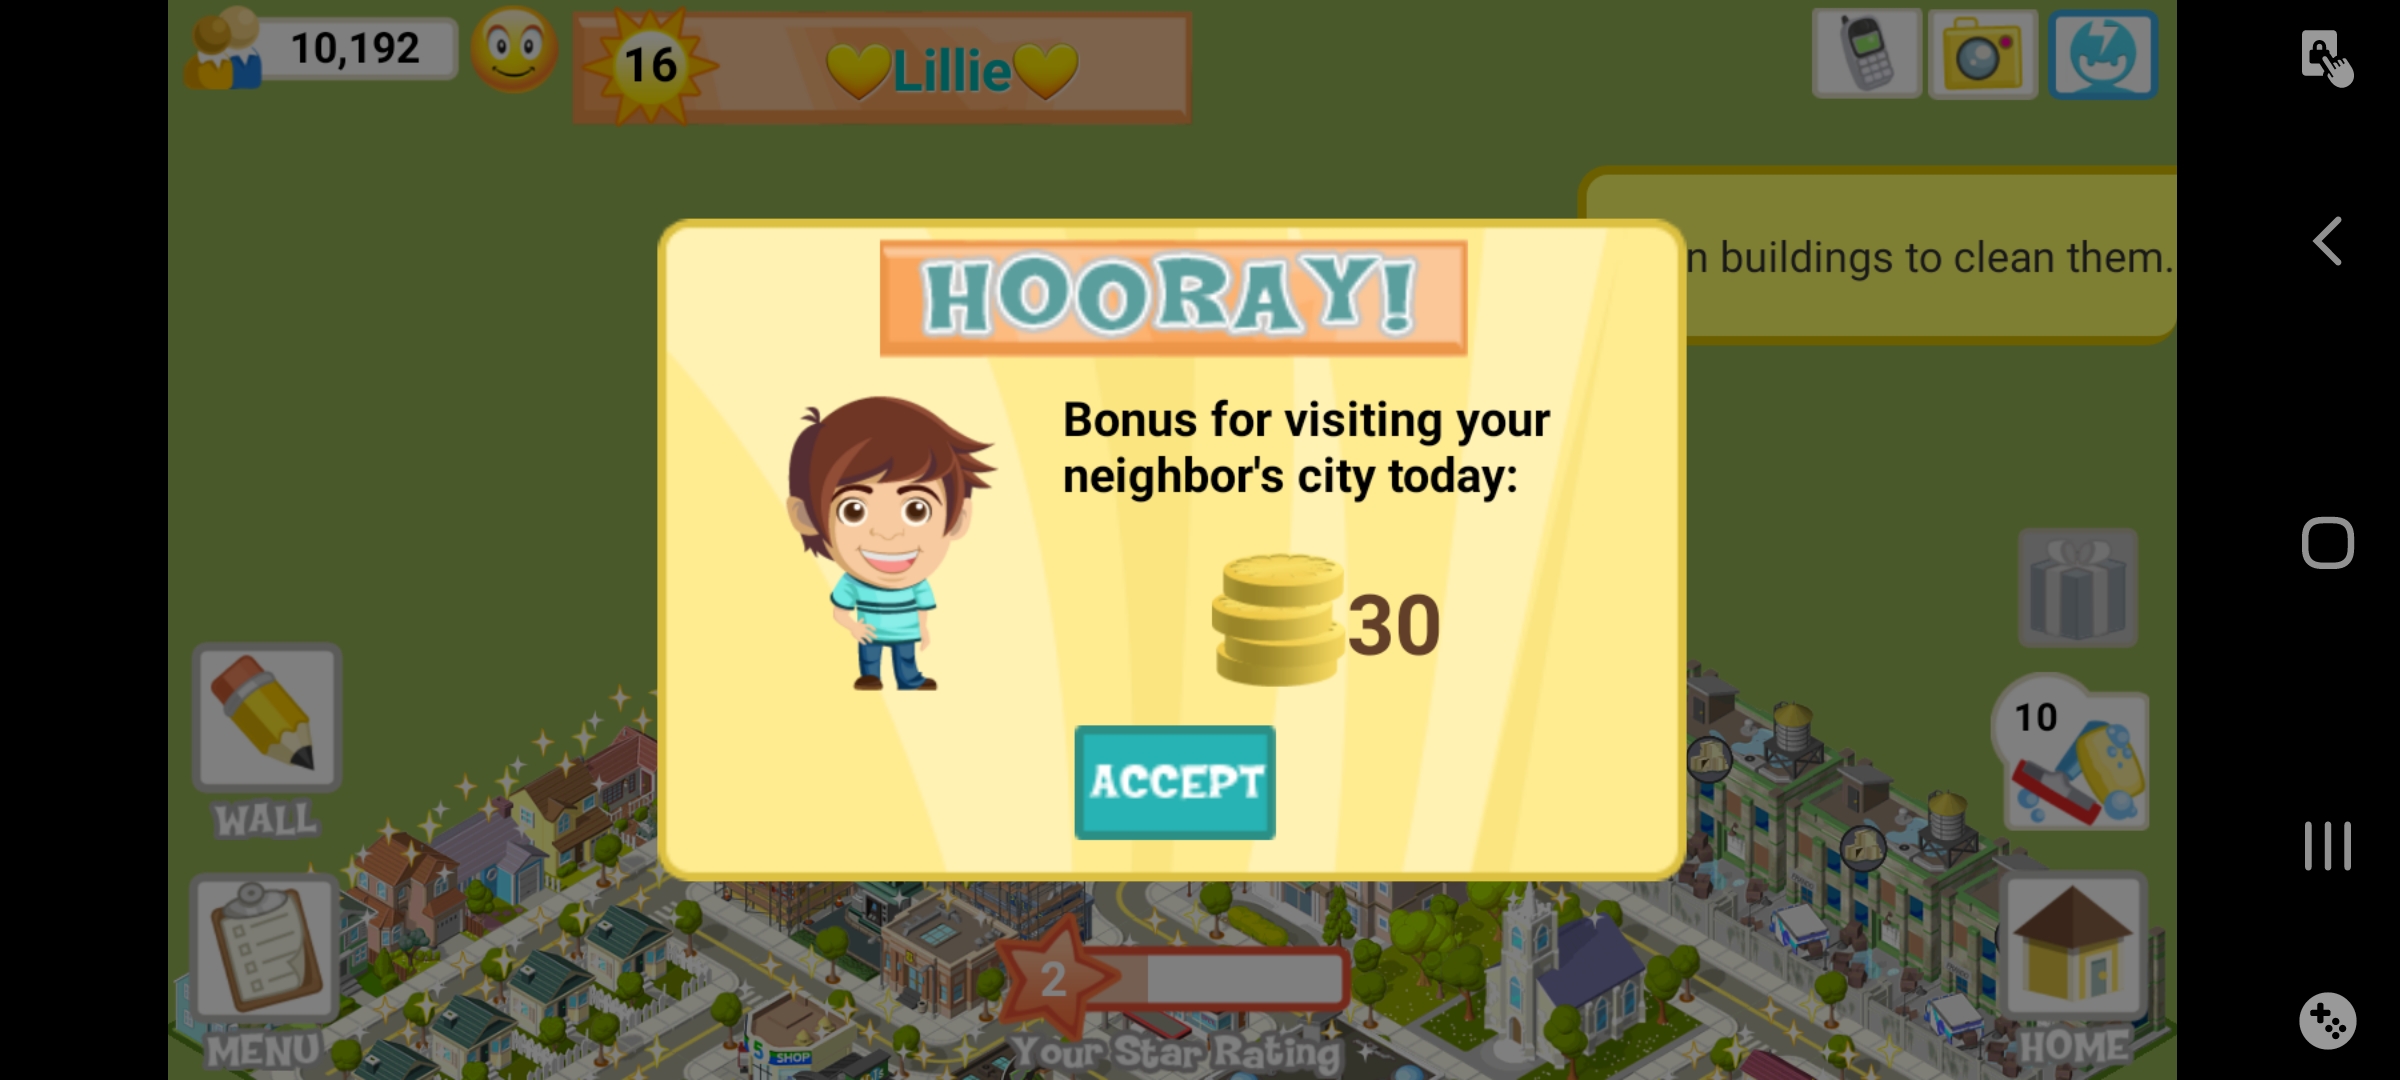 10,192
16
💛Lillie💛
n buildings to clean them.
HOORAY!
Bonus for visiting your
neighbor's city today:
30
ACCEPT
10
WALL
2
5 SHOP
MENU
Your Star Rating
HOME